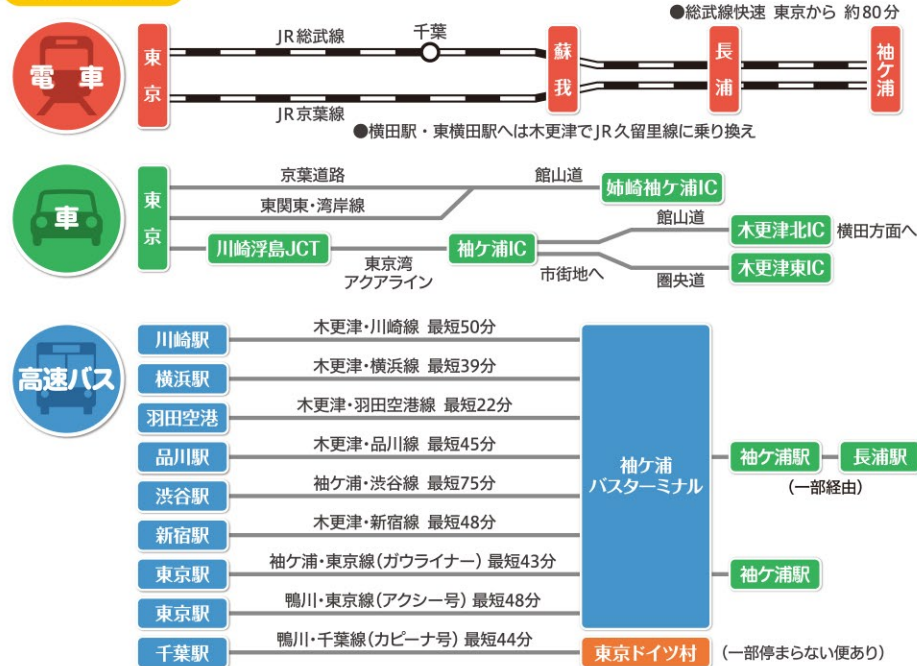 ●総武線快速 東京から 約80分
電車
東京
JR総武線
千葉
蘇我
長浦
袖ケ浦
JR京葉線
●横田駅・東横田駅へは木更津でJR久留里線に乗り換え
車
東京
京葉道路
館山道
姉崎袖ケ浦IC
東関東・湾岸線
館山道
木更津北IC 横田方面へ
川崎浮島JCT
袖ケ浦IC
東京湾
アクアライン
市街地へ
圏央道
木更津東IC
高速バス
川崎駅
木更津・川崎線 最短50分
横浜駅
木更津・横浜線 最短39分
羽田空港
木更津・羽田空港線 最短22分
品川駅
木更津・品川線 最短45分
渋谷駅
袖ケ浦・渋谷線 最短75分
新宿駅
木更津・新宿線 最短48分
東京駅
袖ケ浦・東京線(ガウライナー) 最短43分
東京駅
鴨川・東京線(アクシー号) 最短48分
千葉駅
鴨川・千葉線(カピーナ号) 最短44分
袖ケ浦
バスターミナル
袖ケ浦駅
長浦駅
(一部経由)
袖ケ浦駅
東京ドイツ村
(一部停まらない便あり)